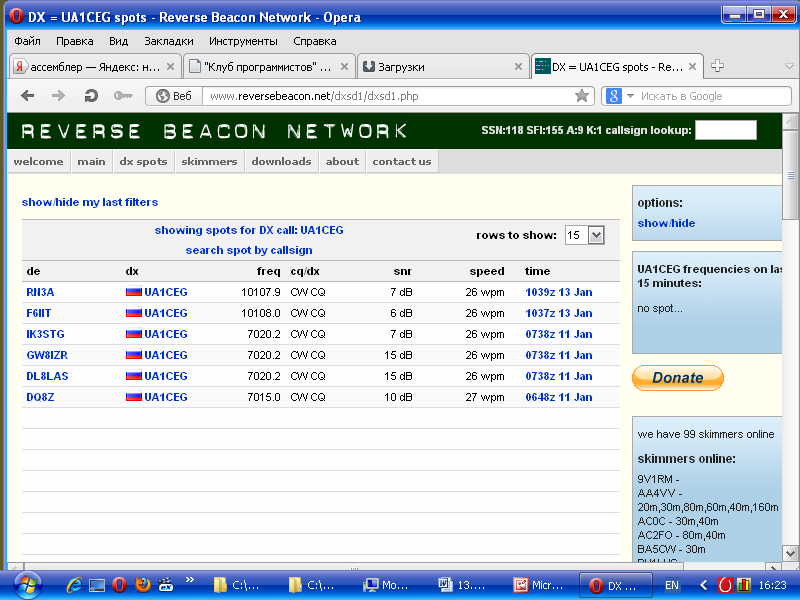 DX = UA1CEG spots - Reverse Beacon Network - Opera
Файл Правка Вид Закладки Инструменты Справка
ассемблер — Яндекс: н... "Клуб программистов" ... Загрузки DX = UA1CEG spots - Re...
Веб www.reversebeacon.net/dxsd1/dxsd1.php Искать в Google
REVERSE BEACON NETWORK SSN:118 SFI:155 A:9 K:1 callsign lookup:
welcome main dx spots skimmers downloads about contact us
show/hide my last filters
showing spots for DX call: UA1CEG
search spot by callsign
rows to show: 15
de dx freq cq/dx snr speed time
RN3A UA1CEG 10107.9 CW CQ 7 dB 26 wpm 1039z 13 Jan
F6IIT UA1CEG 10108.0 CW CQ 6 dB 26 wpm 1037z 13 Jan
IK3STG UA1CEG 7020.2 CW CQ 7 dB 26 wpm 0738z 11 Jan
GW8IZR UA1CEG 7020.2 CW CQ 15 dB 26 wpm 0738z 11 Jan
DL8LAS UA1CEG 7020.2 CW CQ 15 dB 26 wpm 0738z 11 Jan
DQ8Z UA1CEG 7015.0 CW CQ 10 dB 27 wpm 0648z 11 Jan
options:
show/hide
UA1CEG frequencies on las
15 minutes:
no spot...
Donate
we have 99 skimmers online
skimmers online:
9V1RM -
AA4VV -
20m,30m,80m,60m,40m,160m
AC0C - 30m,40m
AC2FO - 80m,40m
BA5CW - 30m
C:\... C:\... Mo... 13.... Micr... DX ... EN 16:23